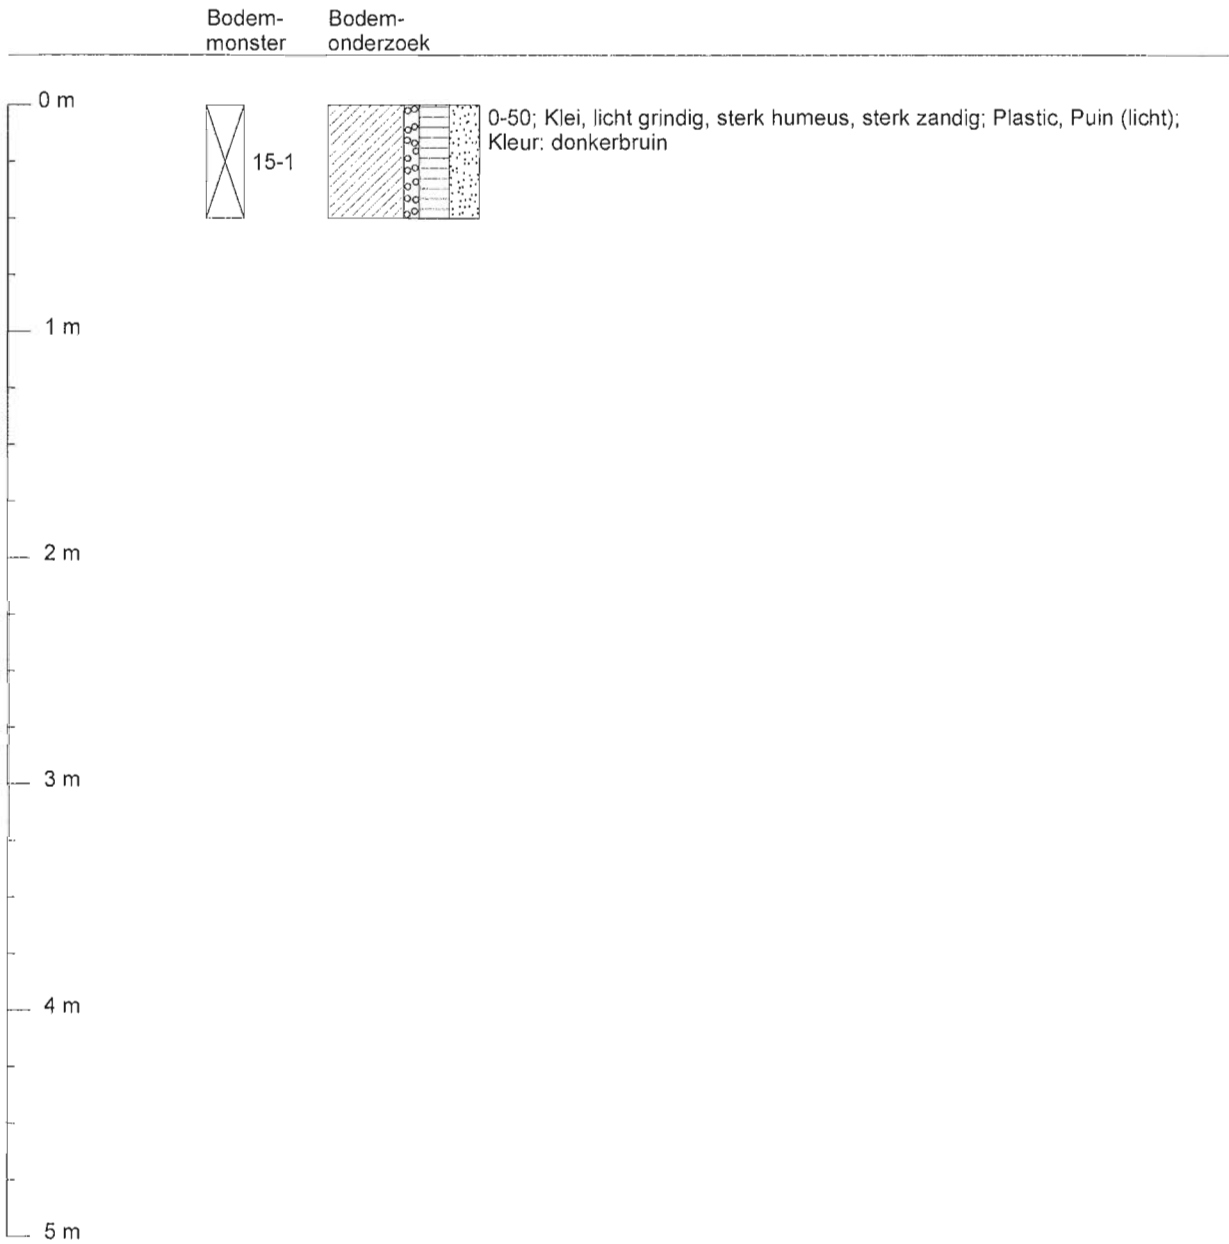 Bodem-
monster
Bodem-
onderzoek
0 m
15-1
0-50; Klei, licht grindig, sterk humeus, sterk zandig; Plastic, Puin (licht);
Kleur: donkerbruin
1 m
2 m
3 m
4 m
5 m